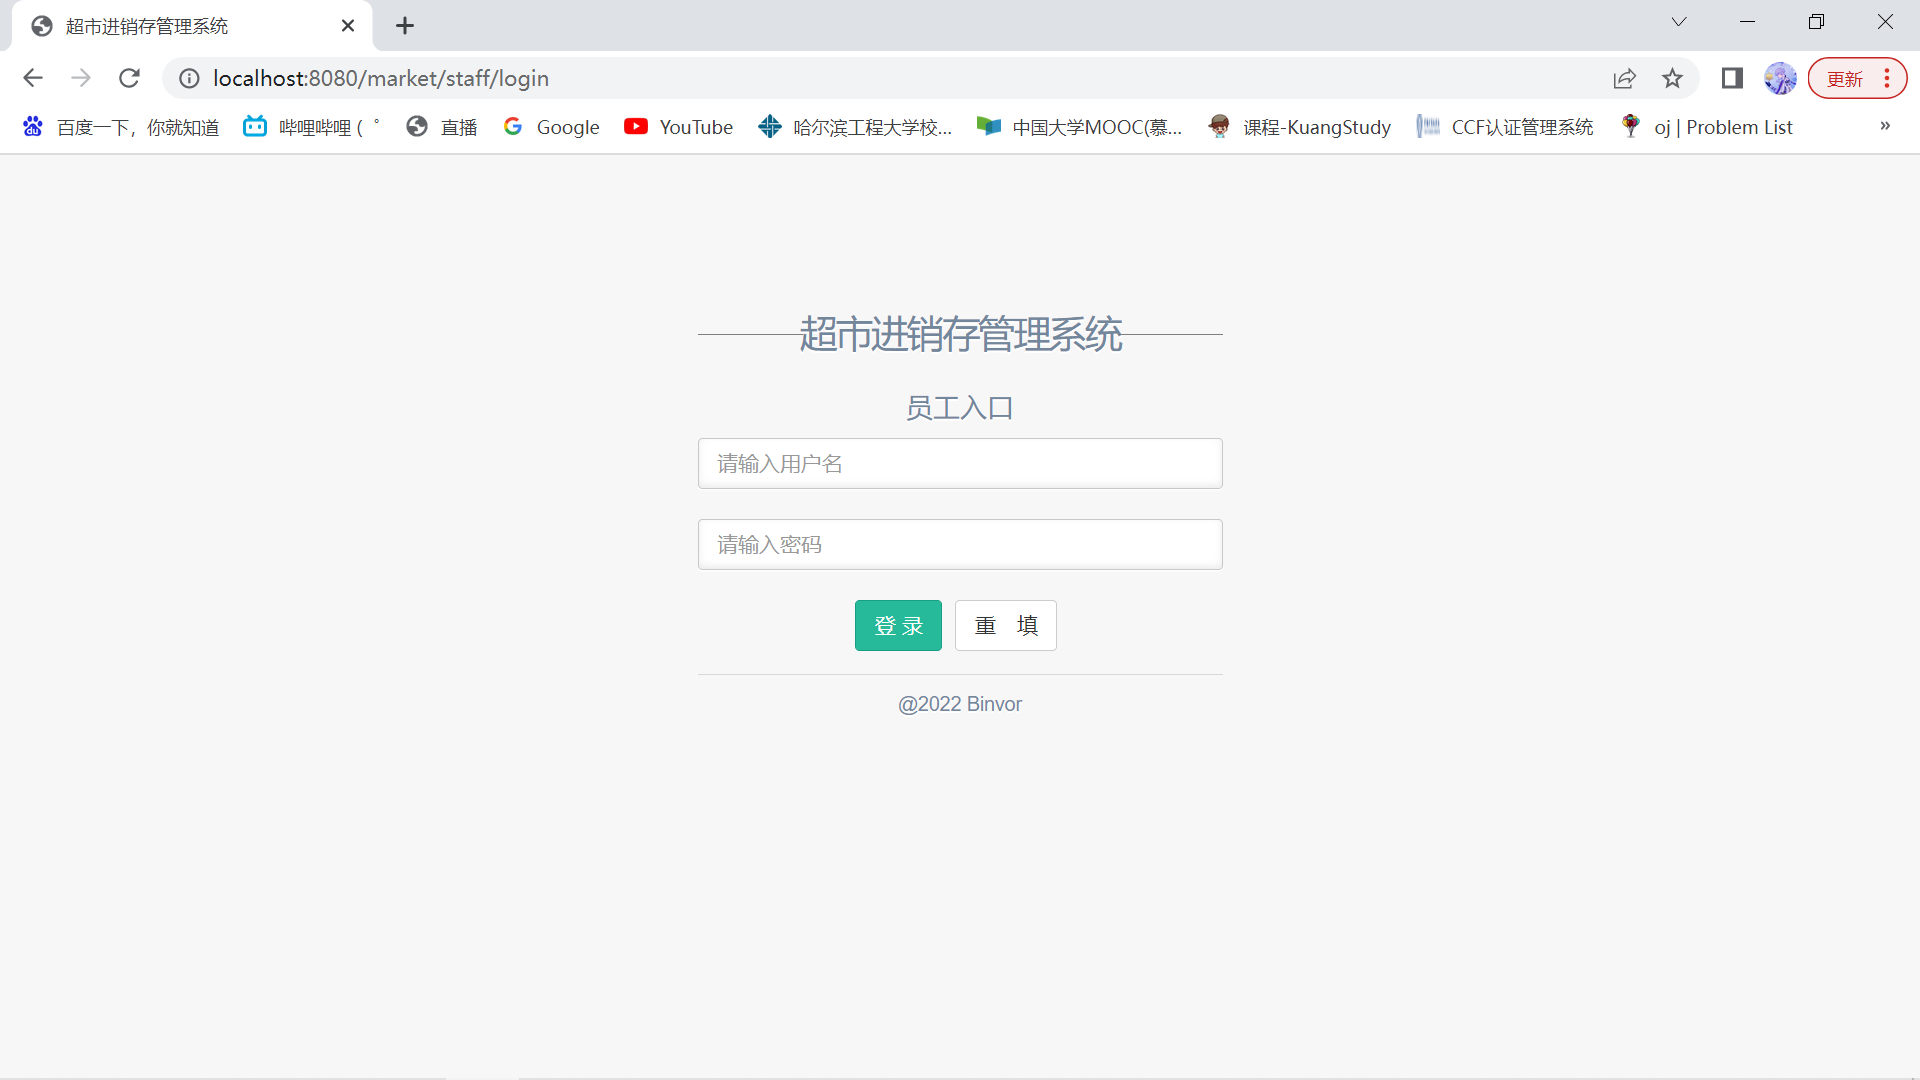 超市进销存管理系统
localhost:8080/market/staff/login
更新
百度一下，你就知道 哔哩哔哩 ( ゜ 直播 Google YouTube 哈尔滨工程大学校... 中国大学MOOC(慕... 课程-KuangStudy CCF认证管理系统 oj | Problem List »
超市进销存管理系统
员工入口
请输入用户名
请输入密码
登 录 重 填
@2022 Binvor